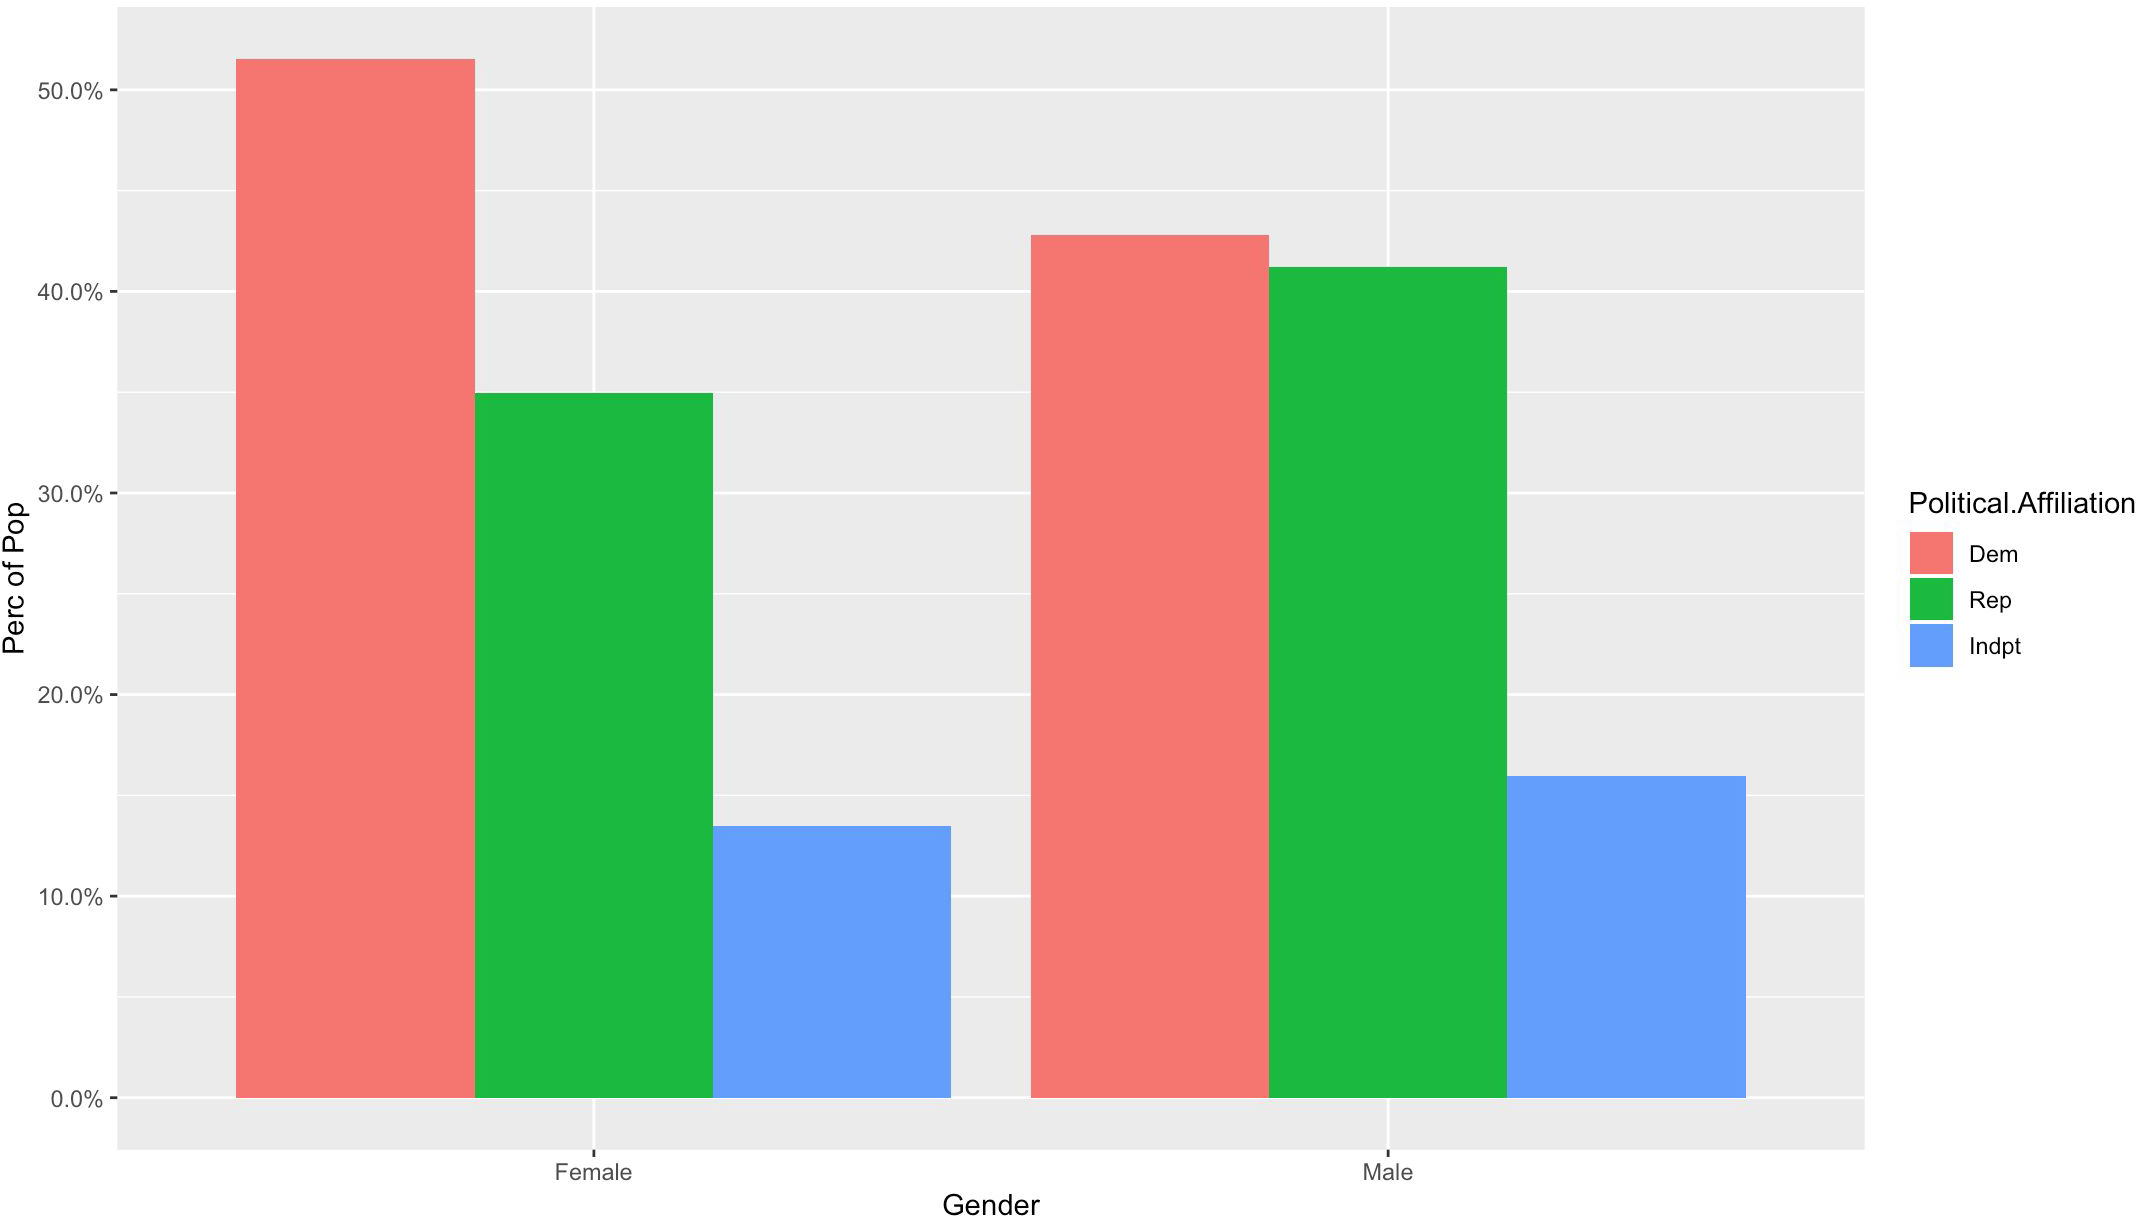 Perc of Pop
50.0%
40.0%
30.0%
20.0%
10.0%
0.0%
Female Male
Gender
Political.Affiliation
Dem
Rep
Indpt